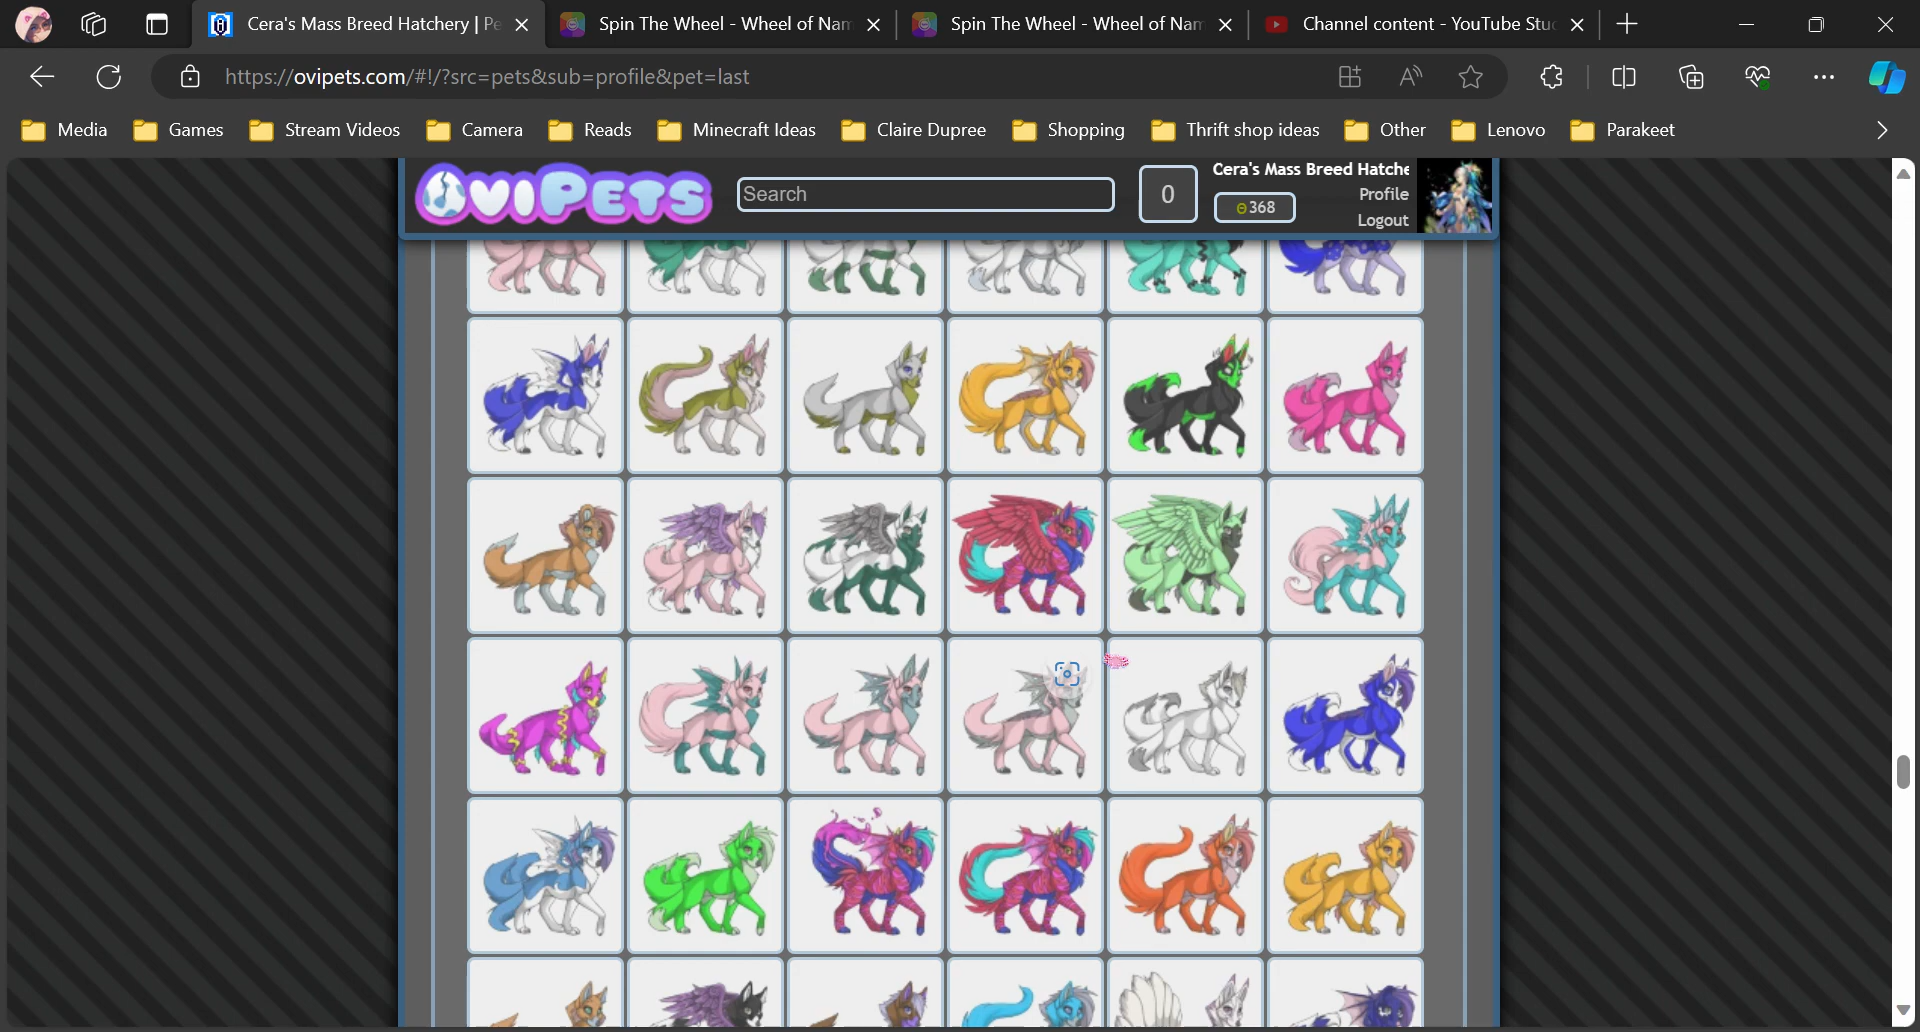 Cera's Mass Breed Hatchery | Pe
Spin The Wheel - Wheel of Nam
Spin The Wheel - Wheel of Nam
Channel content - YouTube Stu
https://ovipets.com/#!/?src=pets&sub=profile&pet=last
Media
Games
Stream Videos
Camera
Reads
Minecraft Ideas
Claire Dupree
Shopping
Thrift shop ideas
Other
Lenovo
Parakeet
OviPets
Search
0
Cera's Mass Breed Hatche
368
Profile
Logout